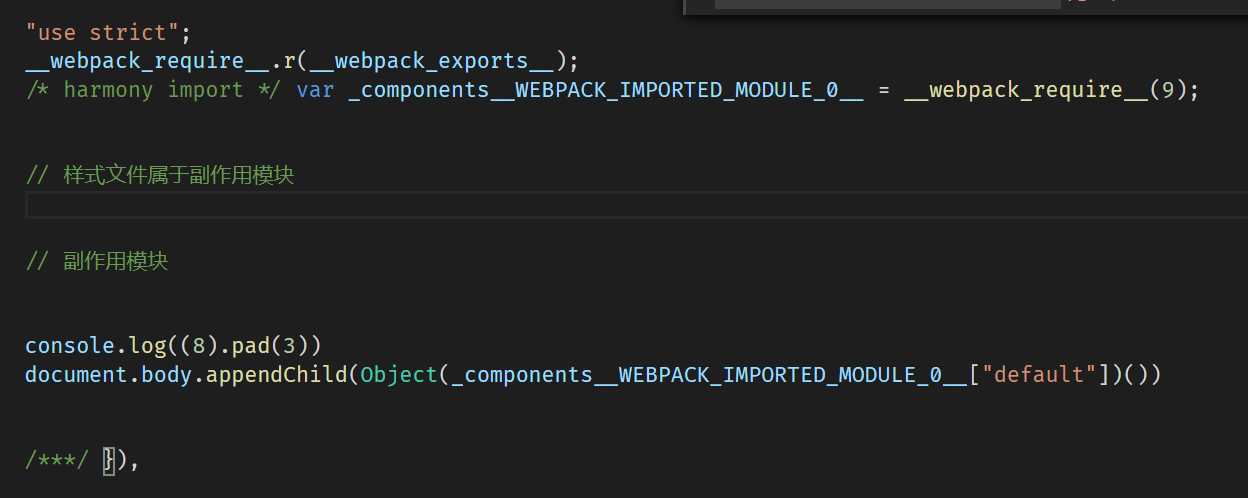 "use strict";
__webpack_require__.r(__webpack_exports__);
/* harmony import */ var _components__WEBPACK_IMPORTED_MODULE_0__ = __webpack_require__(9);
// 样式文件属于副作用模块
// 副作用模块
console.log((8).pad(3))
document.body.appendChild(Object(_components__WEBPACK_IMPORTED_MODULE_0__["default"])())
/***/ }),